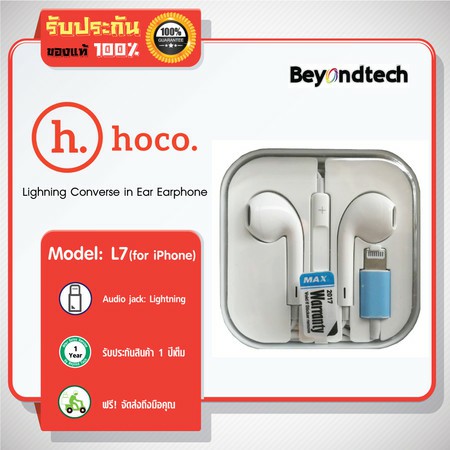 รับประกัน
ของแท้ 100%
100%
GUARANTEE
Beyondtech
h. hoco.
Lighning Converse in Ear Earphone
Model: L7(for iPhone)
Audio jack: Lightning
1
Year
รับประกันสินค้า 1 ปีเต็ม
ฟรี! จัดส่งถึงมือคุณ
MAX
2017
Warranty